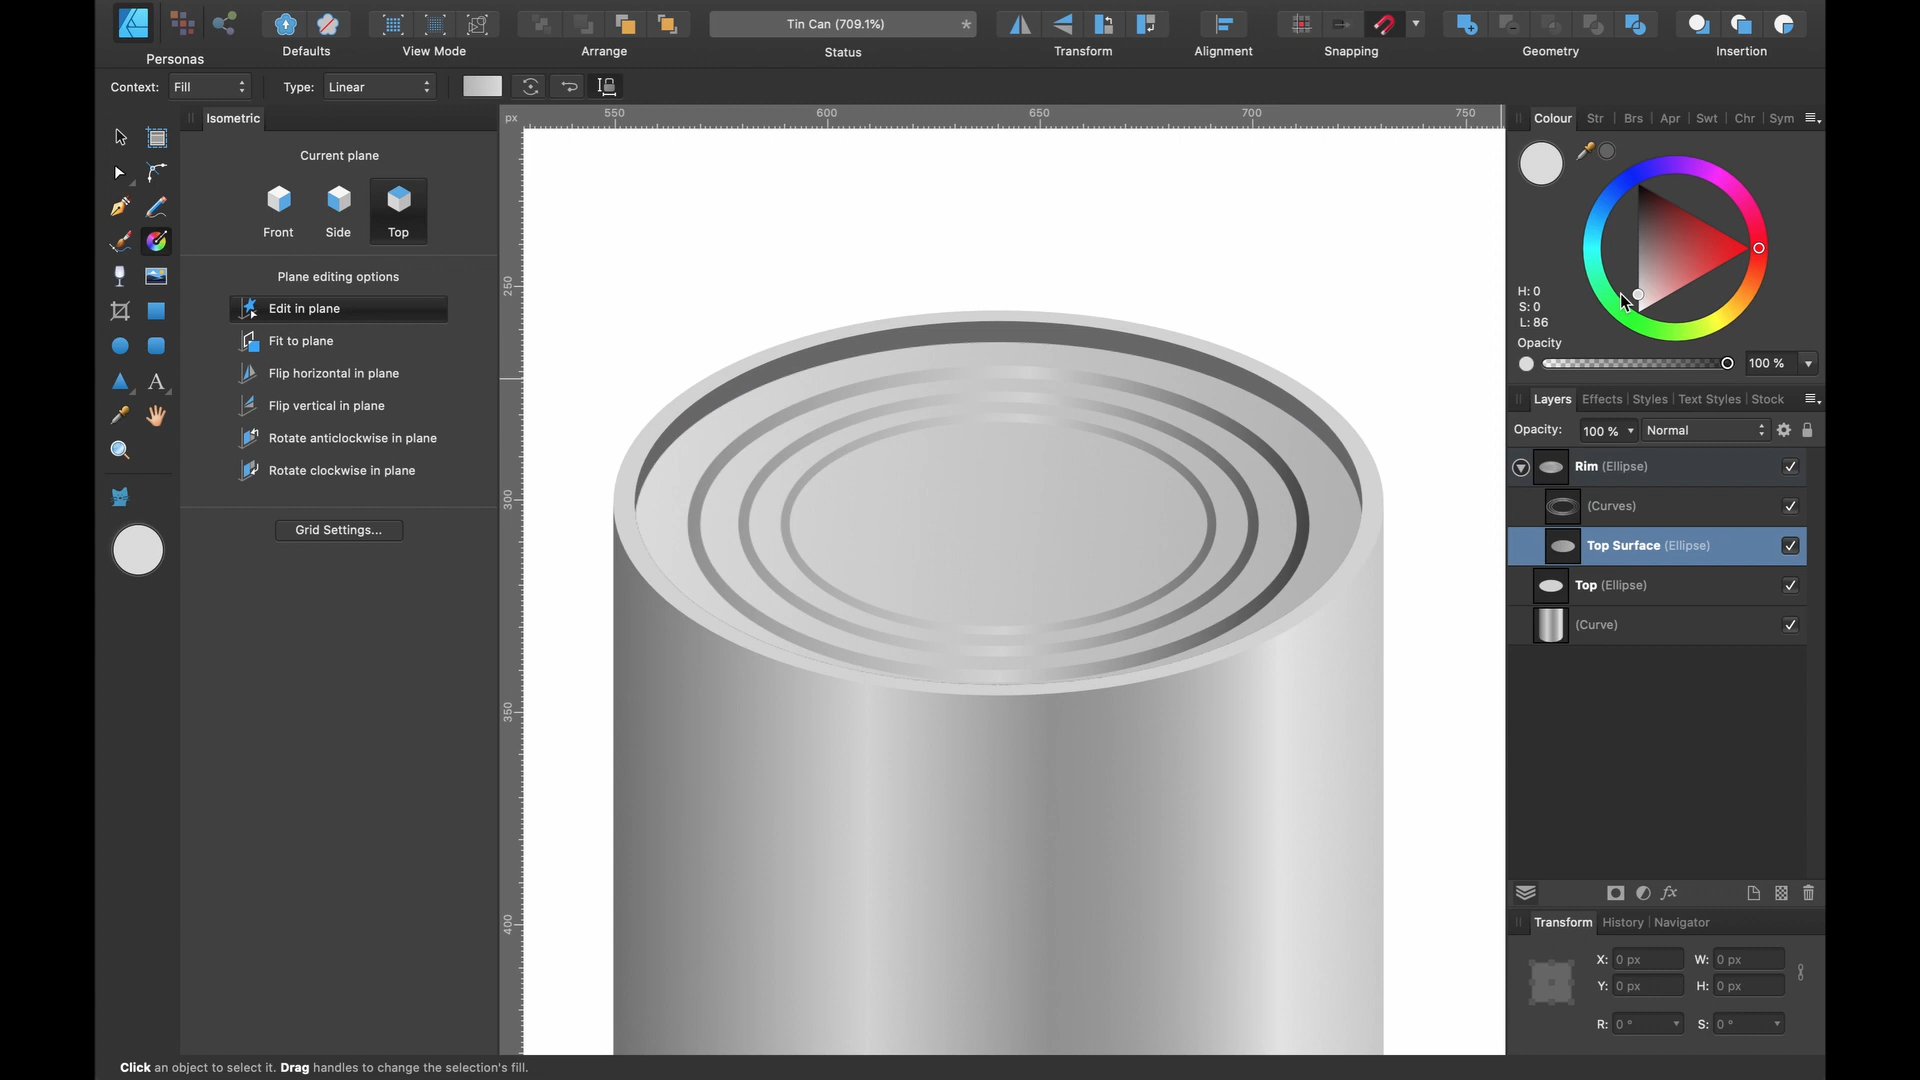 Tin Can (709.1%)
*
Personas
Defaults
View Mode
Arrange
Status
Transform
Alignment
Snapping
Geometry
Insertion
Context: Fill
Type: Linear
Isometric
Current plane
Front
Side
Top
Plane editing options
Edit in plane
Fit to plane
Flip horizontal in plane
Flip vertical in plane
Rotate anticlockwise in plane
Rotate clockwise in plane
Grid Settings...
px
550
600
650
700
750
250
300
350
400
Colour Str Brs Apr Swt Chr Sym
H: 0
S: 0
L: 86
Opacity
100 %
Layers Effects Styles Text Styles Stock
Opacity: 100 % Normal
Rim (Ellipse)
(Curves)
Top Surface (Ellipse)
Top (Ellipse)
(Curve)
fx
Transform History Navigator
X: 0 px W: 0 px
Y: 0 px H: 0 px
R: 0 ° S: 0 °
Click an object to select it. Drag handles to change the selection's fill.